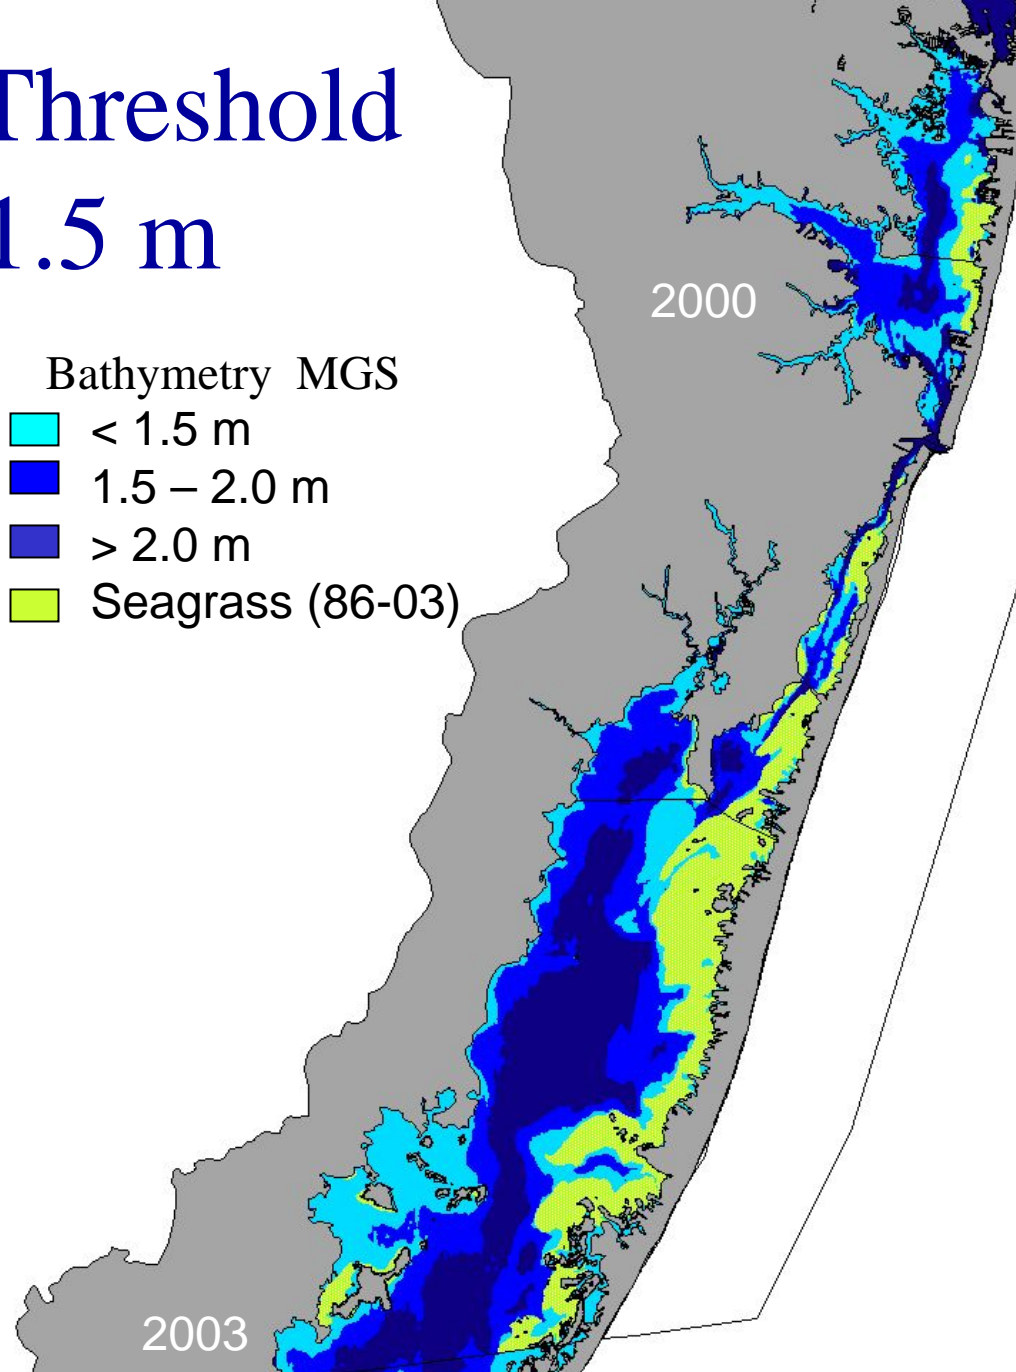 Threshold
1.5 m
2000
Bathymetry MGS
< 1.5 m
1.5 – 2.0 m
> 2.0 m
Seagrass (86-03)
2003